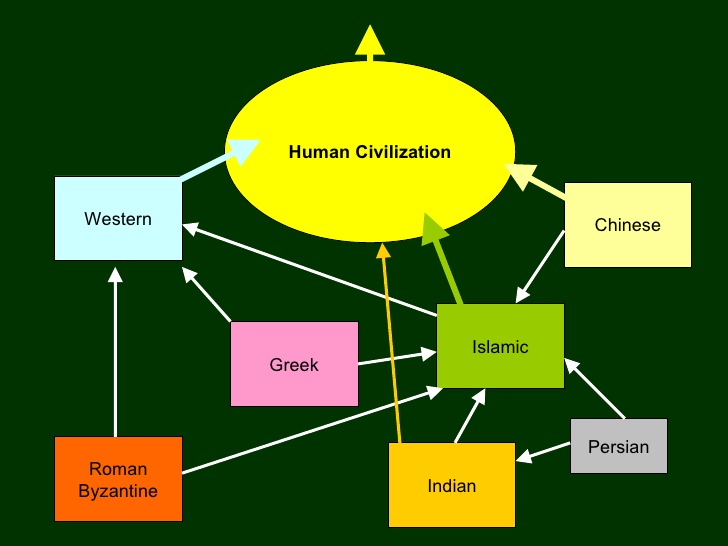 Human Civilization
Western
Chinese
Islamic
Greek
Persian
Roman
Byzantine
Indian